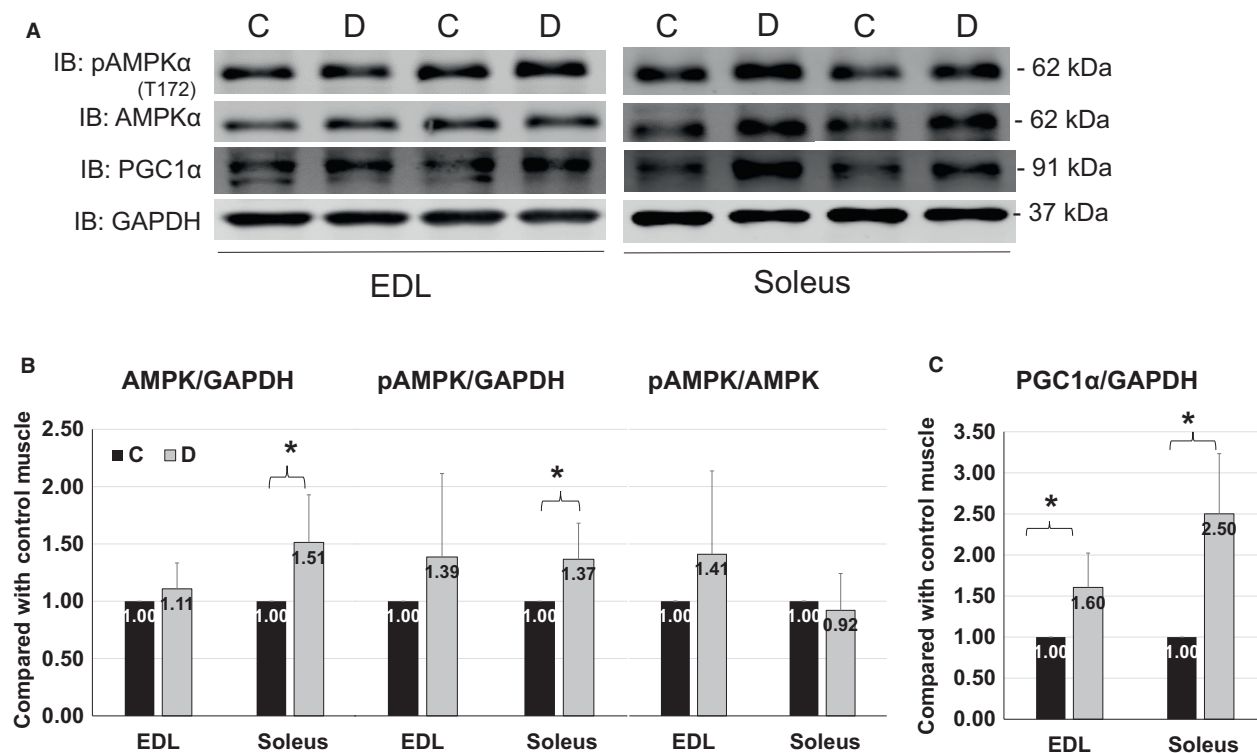 A
C D C D C D C D
IB: pAMPKα
(T172)
- 62 kDa
IB: AMPKα
- 62 kDa
IB: PGC1α
- 91 kDa
IB: GAPDH
- 37 kDa
EDL Soleus
B
AMPK/GAPDH pAMPK/GAPDH pAMPK/AMPK
Compared with control muscle
2.50
2.00
1.50
1.00
0.50
0.00
C D
* *
1.00 1.11 1.00 1.51 1.00 1.39 1.00 1.37 1.00 1.41 1.00 0.92
EDL Soleus EDL Soleus EDL Soleus
C
PGC1α/GAPDH
Compared with control muscle
3.50
3.00
2.50
2.00
1.50
1.00
0.50
0.00
* *
1.00 1.60 1.00 2.50
EDL Soleus